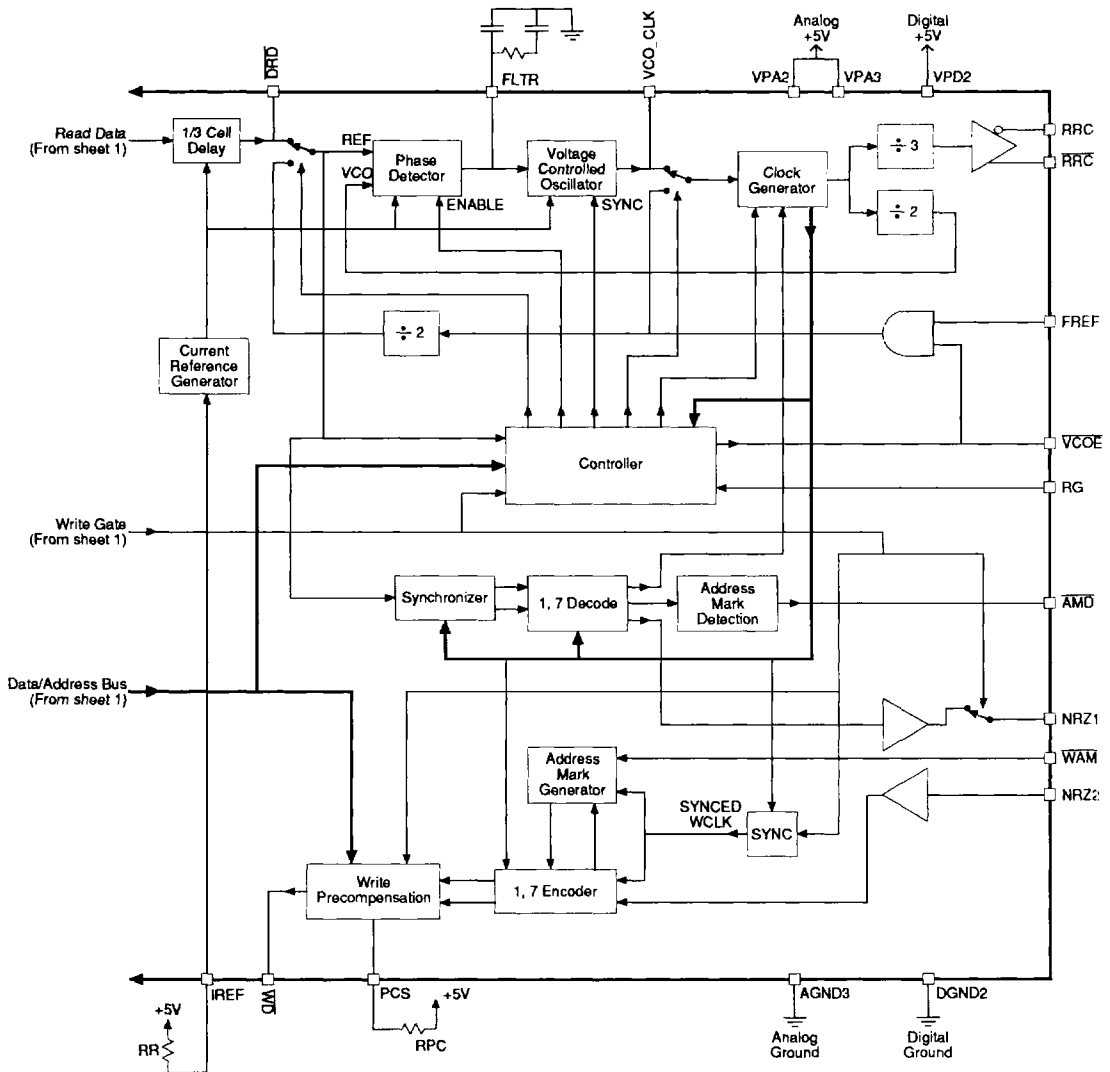 Analog
+5V
Digital
+5V
DRD
FLTR
VCO_CLK
VPA2
VPA3
VPD2
Read Data
(From sheet 1)
1/3 Cell
Delay
REF
VCO
Phase
Detector
ENABLE
Voltage
Controlled
Oscillator
SYNC
Clock
Generator
÷ 3
÷ 2
RRC
RRC
÷ 2
FREF
Current
Reference
Generator
Controller
VCOE
RG
Write Gate
(From sheet 1)
Synchronizer
1, 7 Decode
Address
Mark
Detection
AMD
Data/Address Bus
(From sheet 1)
NRZ1
Address
Mark
Generator
WAM
SYNCED
WCLK
SYNC
NRZ2
Write
Precompensation
1, 7 Encoder
IREF
WD
PCS
AGND3
DGND2
+5V
RR
+5V
RPC
Analog
Ground
Digital
Ground